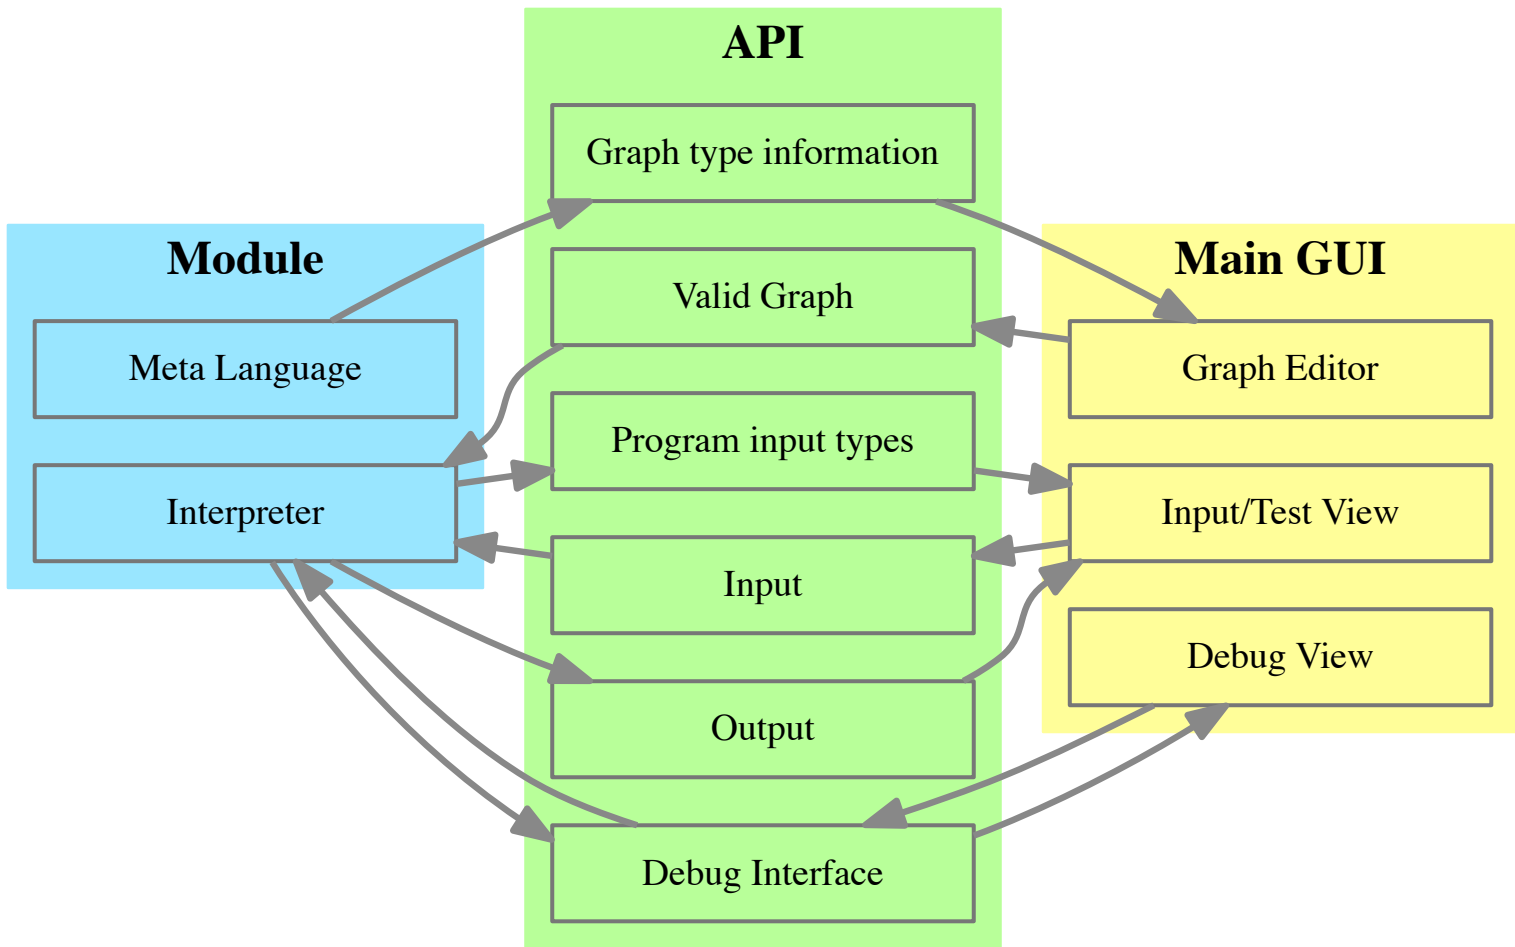 API
Graph type information
Valid Graph
Program input types
Input
Output
Debug Interface
Module
Meta Language
Interpreter
Main GUI
Graph Editor
Input/Test View
Debug View